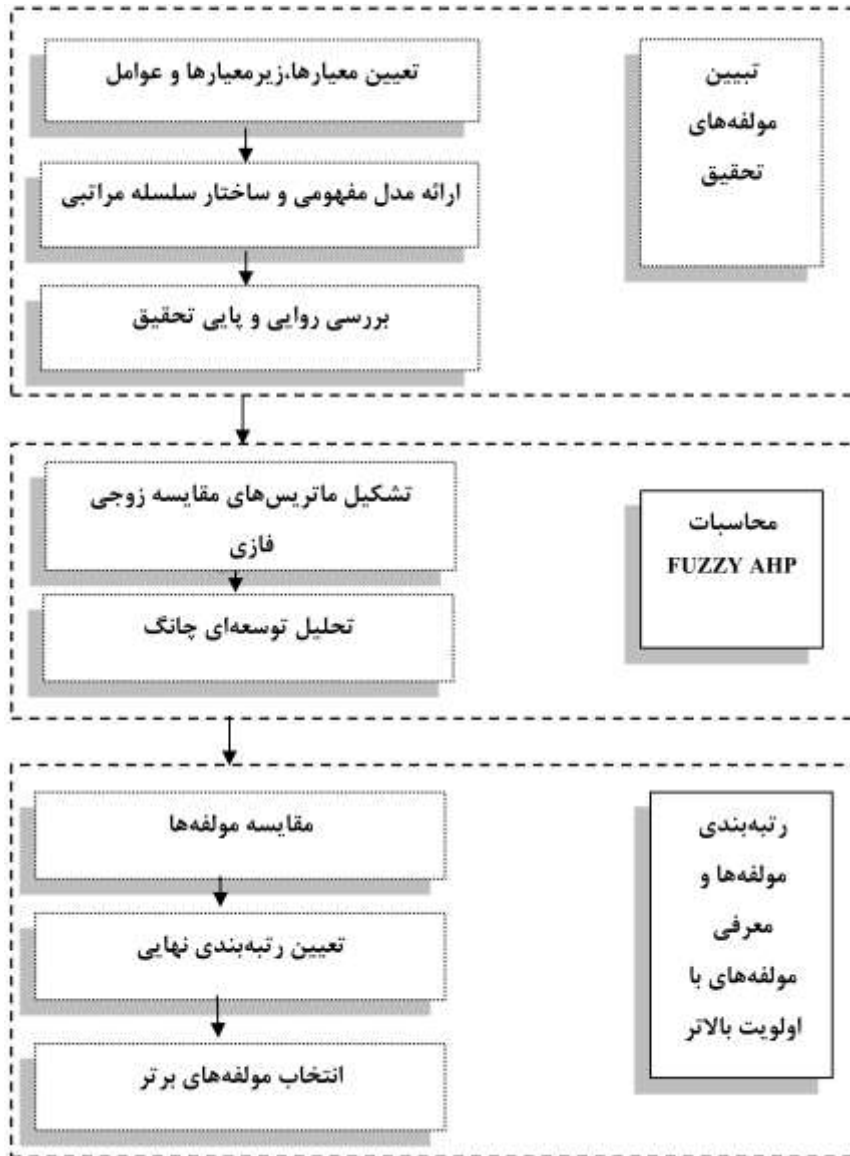 تبیین
مولفه‌های
تحقیق
تعیین معیارها,زیرمعیارها و عوامل
ارائه مدل مفهومی و ساختار سلسله مراتبی
بررسی روایی و پایی تحقیق
محاسبات
FUZZY AHP
تشکیل ماتریس‌های مقایسه زوجی
فازی
تحلیل توسعه‌ای چانگ
رتبه‌بندی
مولفه‌ها و
معرفی
مولفه‌های با
اولویت بالاتر
مقایسه مولفه‌ها
تعیین رتبه‌بندی نهایی
انتخاب مولفه‌های برتر